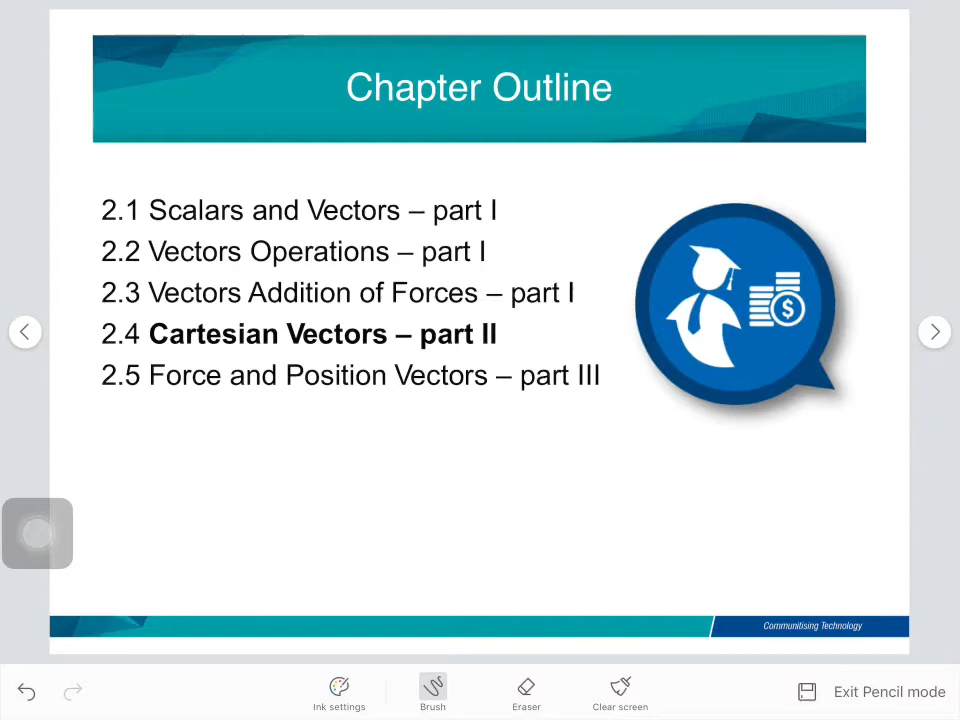 Chapter Outline
2.1 Scalars and Vectors – part I
2.2 Vectors Operations – part I
2.3 Vectors Addition of Forces – part I
2.4 Cartesian Vectors – part II
2.5 Force and Position Vectors – part III
$
Communitising Technology
Ink settings
Brush
Eraser
Clear screen
Exit Pencil mode